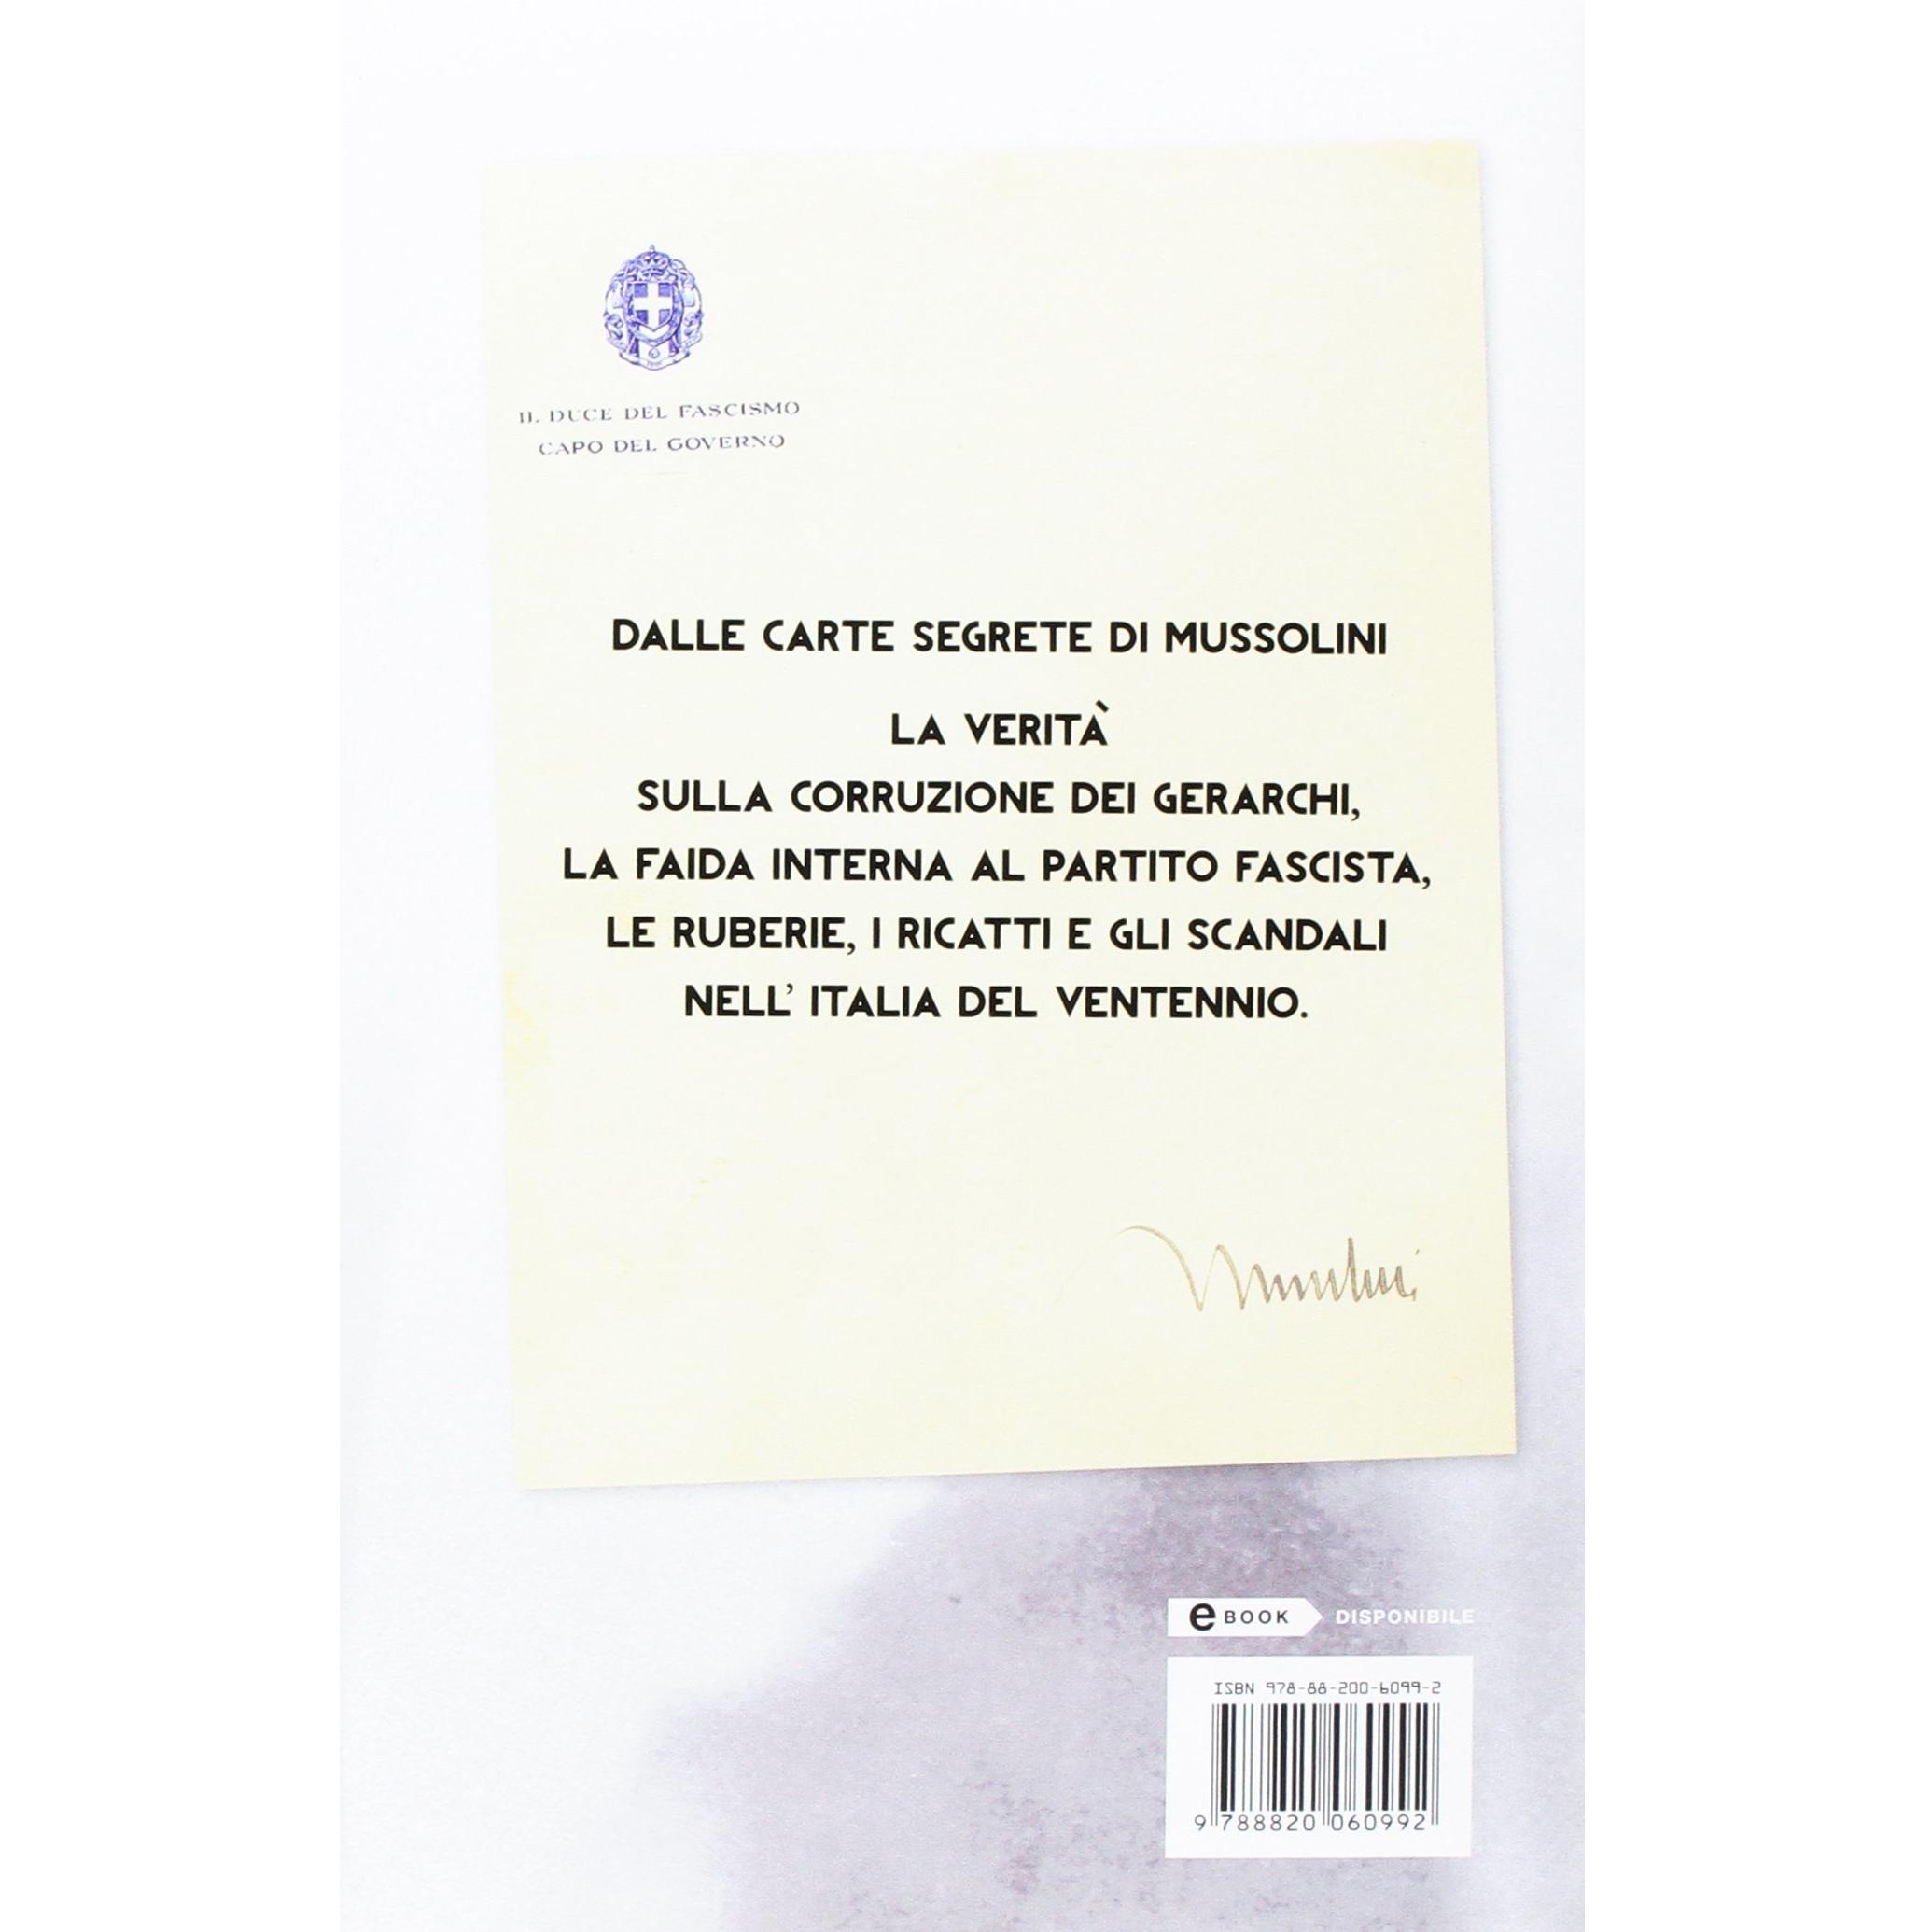 IL DUCE DEL FASCISMO
CAPO DEL GOVERNO
DALLE CARTE SEGRETE DI MUSSOLINI
LA VERITÀ
SULLA CORRUZIONE DEI GERARCHI,
LA FAIDA INTERNA AL PARTITO FASCISTA,
LE RUBERIE, I RICATTI E GLI SCANDALI
NELL’ ITALIA DEL VENTENNIO.
Mussolini
e BOOK DISPONIBILE
ISBN 978-88-200-6099-2
9 788820 060992